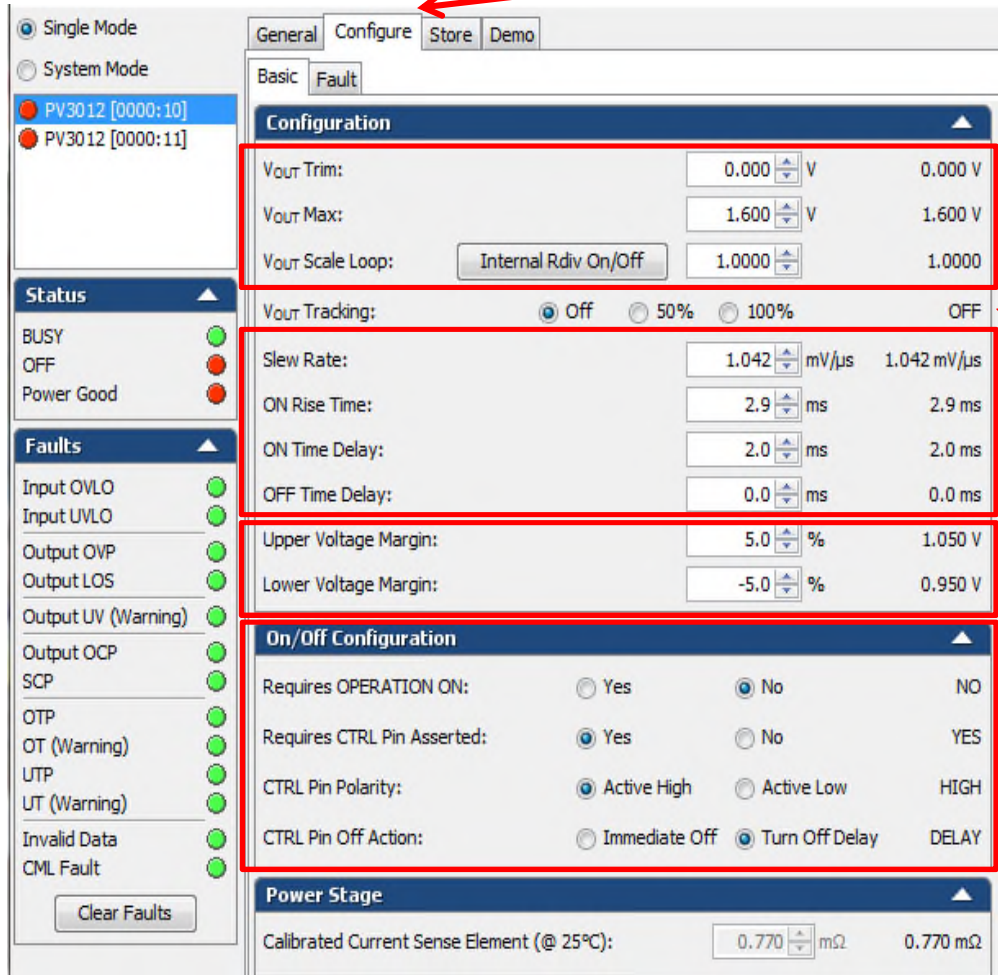 Single Mode
System Mode
PV3012 [0000:10]
PV3012 [0000:11]
Status
BUSY
OFF
Power Good
Faults
Input OVLO
Input UVLO
Output OVP
Output LOS
Output UV (Warning)
Output OCP
SCP
OTP
OT (Warning)
UTP
UT (Warning)
Invalid Data
CML Fault
Clear Faults
General Configure Store Demo
Basic Fault
Configuration
VOUT Trim: 0.000 V 0.000 V
VOUT Max: 1.600 V 1.600 V
VOUT Scale Loop: Internal Rdiv On/Off 1.0000 1.0000
VOUT Tracking: Off 50% 100% OFF
Slew Rate: 1.042 mV/µs 1.042 mV/µs
ON Rise Time: 2.9 ms 2.9 ms
ON Time Delay: 2.0 ms 2.0 ms
OFF Time Delay: 0.0 ms 0.0 ms
Upper Voltage Margin: 5.0 % 1.050 V
Lower Voltage Margin: -5.0 % 0.950 V
On/Off Configuration
Requires OPERATION ON: Yes No NO
Requires CTRL Pin Asserted: Yes No YES
CTRL Pin Polarity: Active High Active Low HIGH
CTRL Pin Off Action: Immediate Off Turn Off Delay DELAY
Power Stage
Calibrated Current Sense Element (@ 25°C): 0.770 mΩ 0.770 mΩ